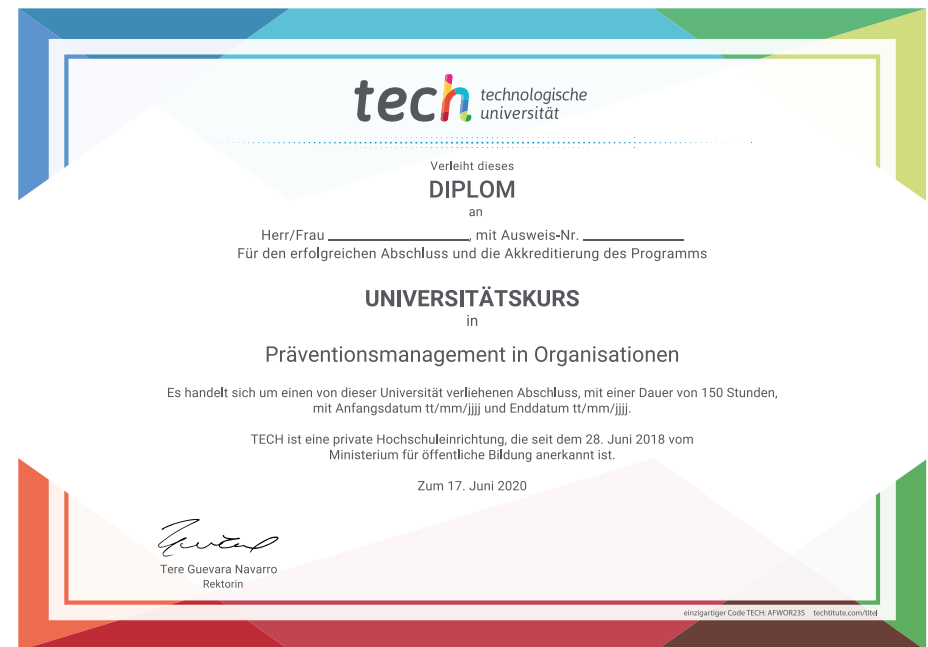 tech technologische
universität
Verleiht dieses
DIPLOM
an
Herr/Frau __________________, mit Ausweis-Nr. _____________
Für den erfolgreichen Abschluss und die Akkreditierung des Programms
UNIVERSITÄTSKURS
in
Präventionsmanagement in Organisationen
Es handelt sich um einen von dieser Universität verliehenen Abschluss, mit einer Dauer von 150 Stunden,
mit Anfangsdatum tt/mm/jjjj und Enddatum tt/mm/jjjj.
TECH ist eine private Hochschuleinrichtung, die seit dem 28. Juni 2018 vom
Ministerium für öffentliche Bildung anerkannt ist.
Zum 17. Juni 2020
Tere Guevara Navarro
Rektorin
einzigartiger Code TECH: AFWOR23S techtitute.com/titel